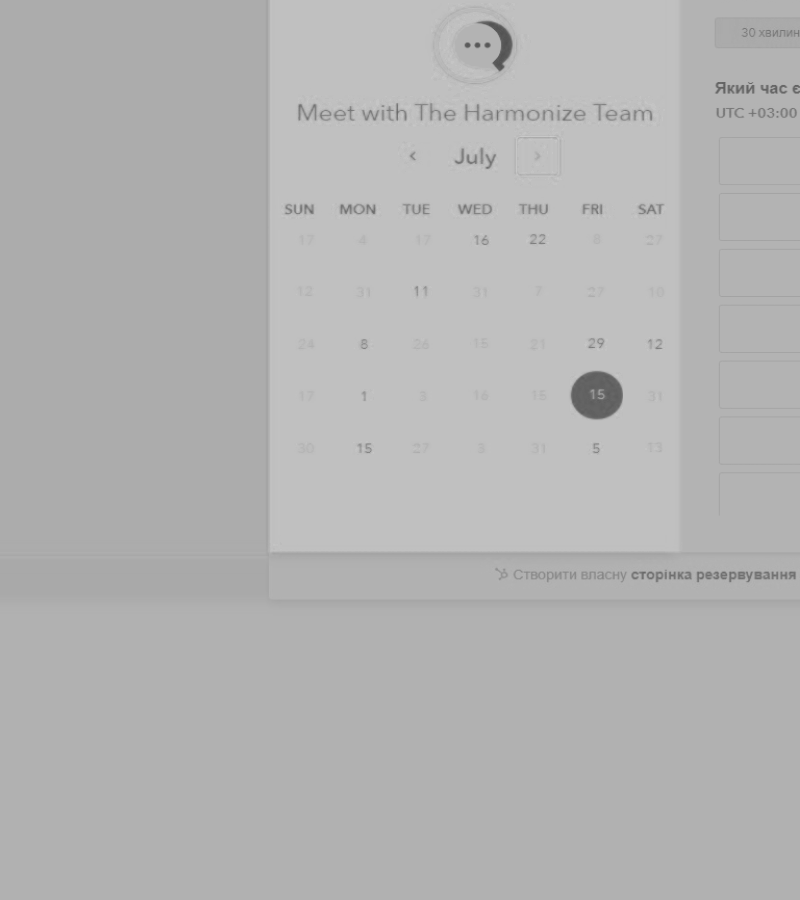 30 хвилин
Meet with The Harmonize Team
Який час є
UTC +03:00
July
SUN MON TUE WED THU FRI SAT
17 4 17 16 22 8 27
12 31 11 31 7 27 10
24 8 26 15 21 29 12
17 1 3 16 15 15 31
30 15 27 3 31 5 13
Створити власну сторінка резервування